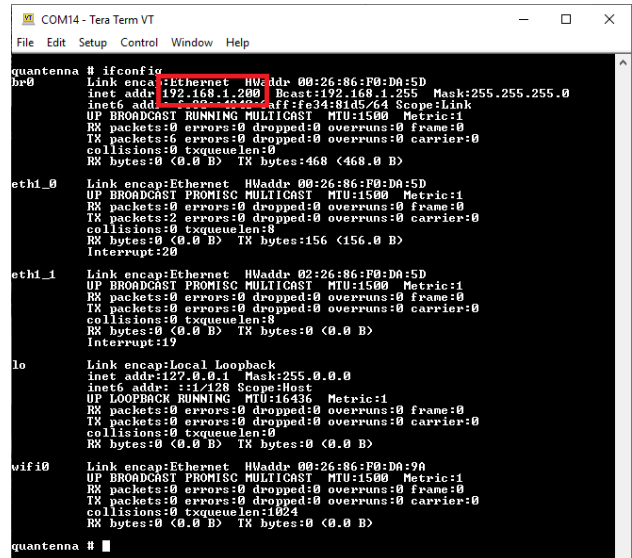 COM14 - Tera Term VT
File Edit Setup Control Window Help
quantenna # ifconfig
br0 Link encap:Ethernet HWaddr 00:26:86:F0:DA:5D
inet addr:192.168.1.200 Bcast:192.168.1.255 Mask:255.255.255.0
inet6 addr: :fe34:81d5/64 Scope:Link
UP BROADCAST RUNNING MULTICAST MTU:1500 Metric:1
RX packets:0 errors:0 dropped:0 overruns:0 frame:0
TX packets:6 errors:0 dropped:0 overruns:0 carrier:0
collisions:0 txqueuelen:0
RX bytes:0 (0.0 B) TX bytes:468 (468.0 B)
eth1_0 Link encap:Ethernet HWaddr 00:26:86:F0:DA:5D
UP BROADCAST PROMISC MULTICAST MTU:1500 Metric:1
RX packets:0 errors:0 dropped:0 overruns:0 frame:0
TX packets:2 errors:0 dropped:0 overruns:0 carrier:0
collisions:0 txqueuelen:8
RX bytes:0 (0.0 B) TX bytes:156 (156.0 B)
Interrupt:20
eth1_1 Link encap:Ethernet HWaddr 02:26:86:F0:DA:5D
UP BROADCAST PROMISC MULTICAST MTU:1500 Metric:1
RX packets:0 errors:0 dropped:0 overruns:0 frame:0
TX packets:0 errors:0 dropped:0 overruns:0 carrier:0
collisions:0 txqueuelen:8
RX bytes:0 (0.0 B) TX bytes:0 (0.0 B)
Interrupt:19
lo Link encap:Local Loopback
inet addr:127.0.0.1 Mask:255.0.0.0
inet6 addr: ::1/128 Scope:Host
UP LOOPBACK RUNNING MTU:16436 Metric:1
RX packets:0 errors:0 dropped:0 overruns:0 frame:0
TX packets:0 errors:0 dropped:0 overruns:0 carrier:0
collisions:0 txqueuelen:0
RX bytes:0 (0.0 B) TX bytes:0 (0.0 B)
wifi0 Link encap:Ethernet HWaddr 00:26:86:F0:DA:9A
UP BROADCAST PROMISC MULTICAST MTU:1500 Metric:1
RX packets:0 errors:0 dropped:0 overruns:0 frame:0
TX packets:0 errors:0 dropped:0 overruns:0 carrier:0
collisions:0 txqueuelen:1024
RX bytes:0 (0.0 B) TX bytes:0 (0.0 B)
quantenna #